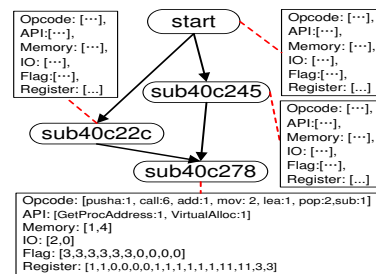 start
Opcode: [···],
API:[···],
Memory: [···],
IO: [···],
Flag:[···],
Register: [...]
Opcode: [···],
API:[···],
Memory: [···],
IO: [···],
Flag:[···],
Register: [...]
sub40c245
Opcode: [···],
API:[···],
Memory: [···],
IO: [···],
Flag:[···],
Register: [...]
sub40c22c
sub40c278
Opcode: [pusha:1, call:6, add:1, mov: 2, lea:1, pop:2,sub:1]
API: [GetProcAddress:1, VirtualAlloc:1]
Memory: [1,4]
IO: [2,0]
Flag: [3,3,3,3,3,3,0,0,0,0]
Register: [1,1,0,0,0,0,1,1,1,1,1,1,11,11,3,3]